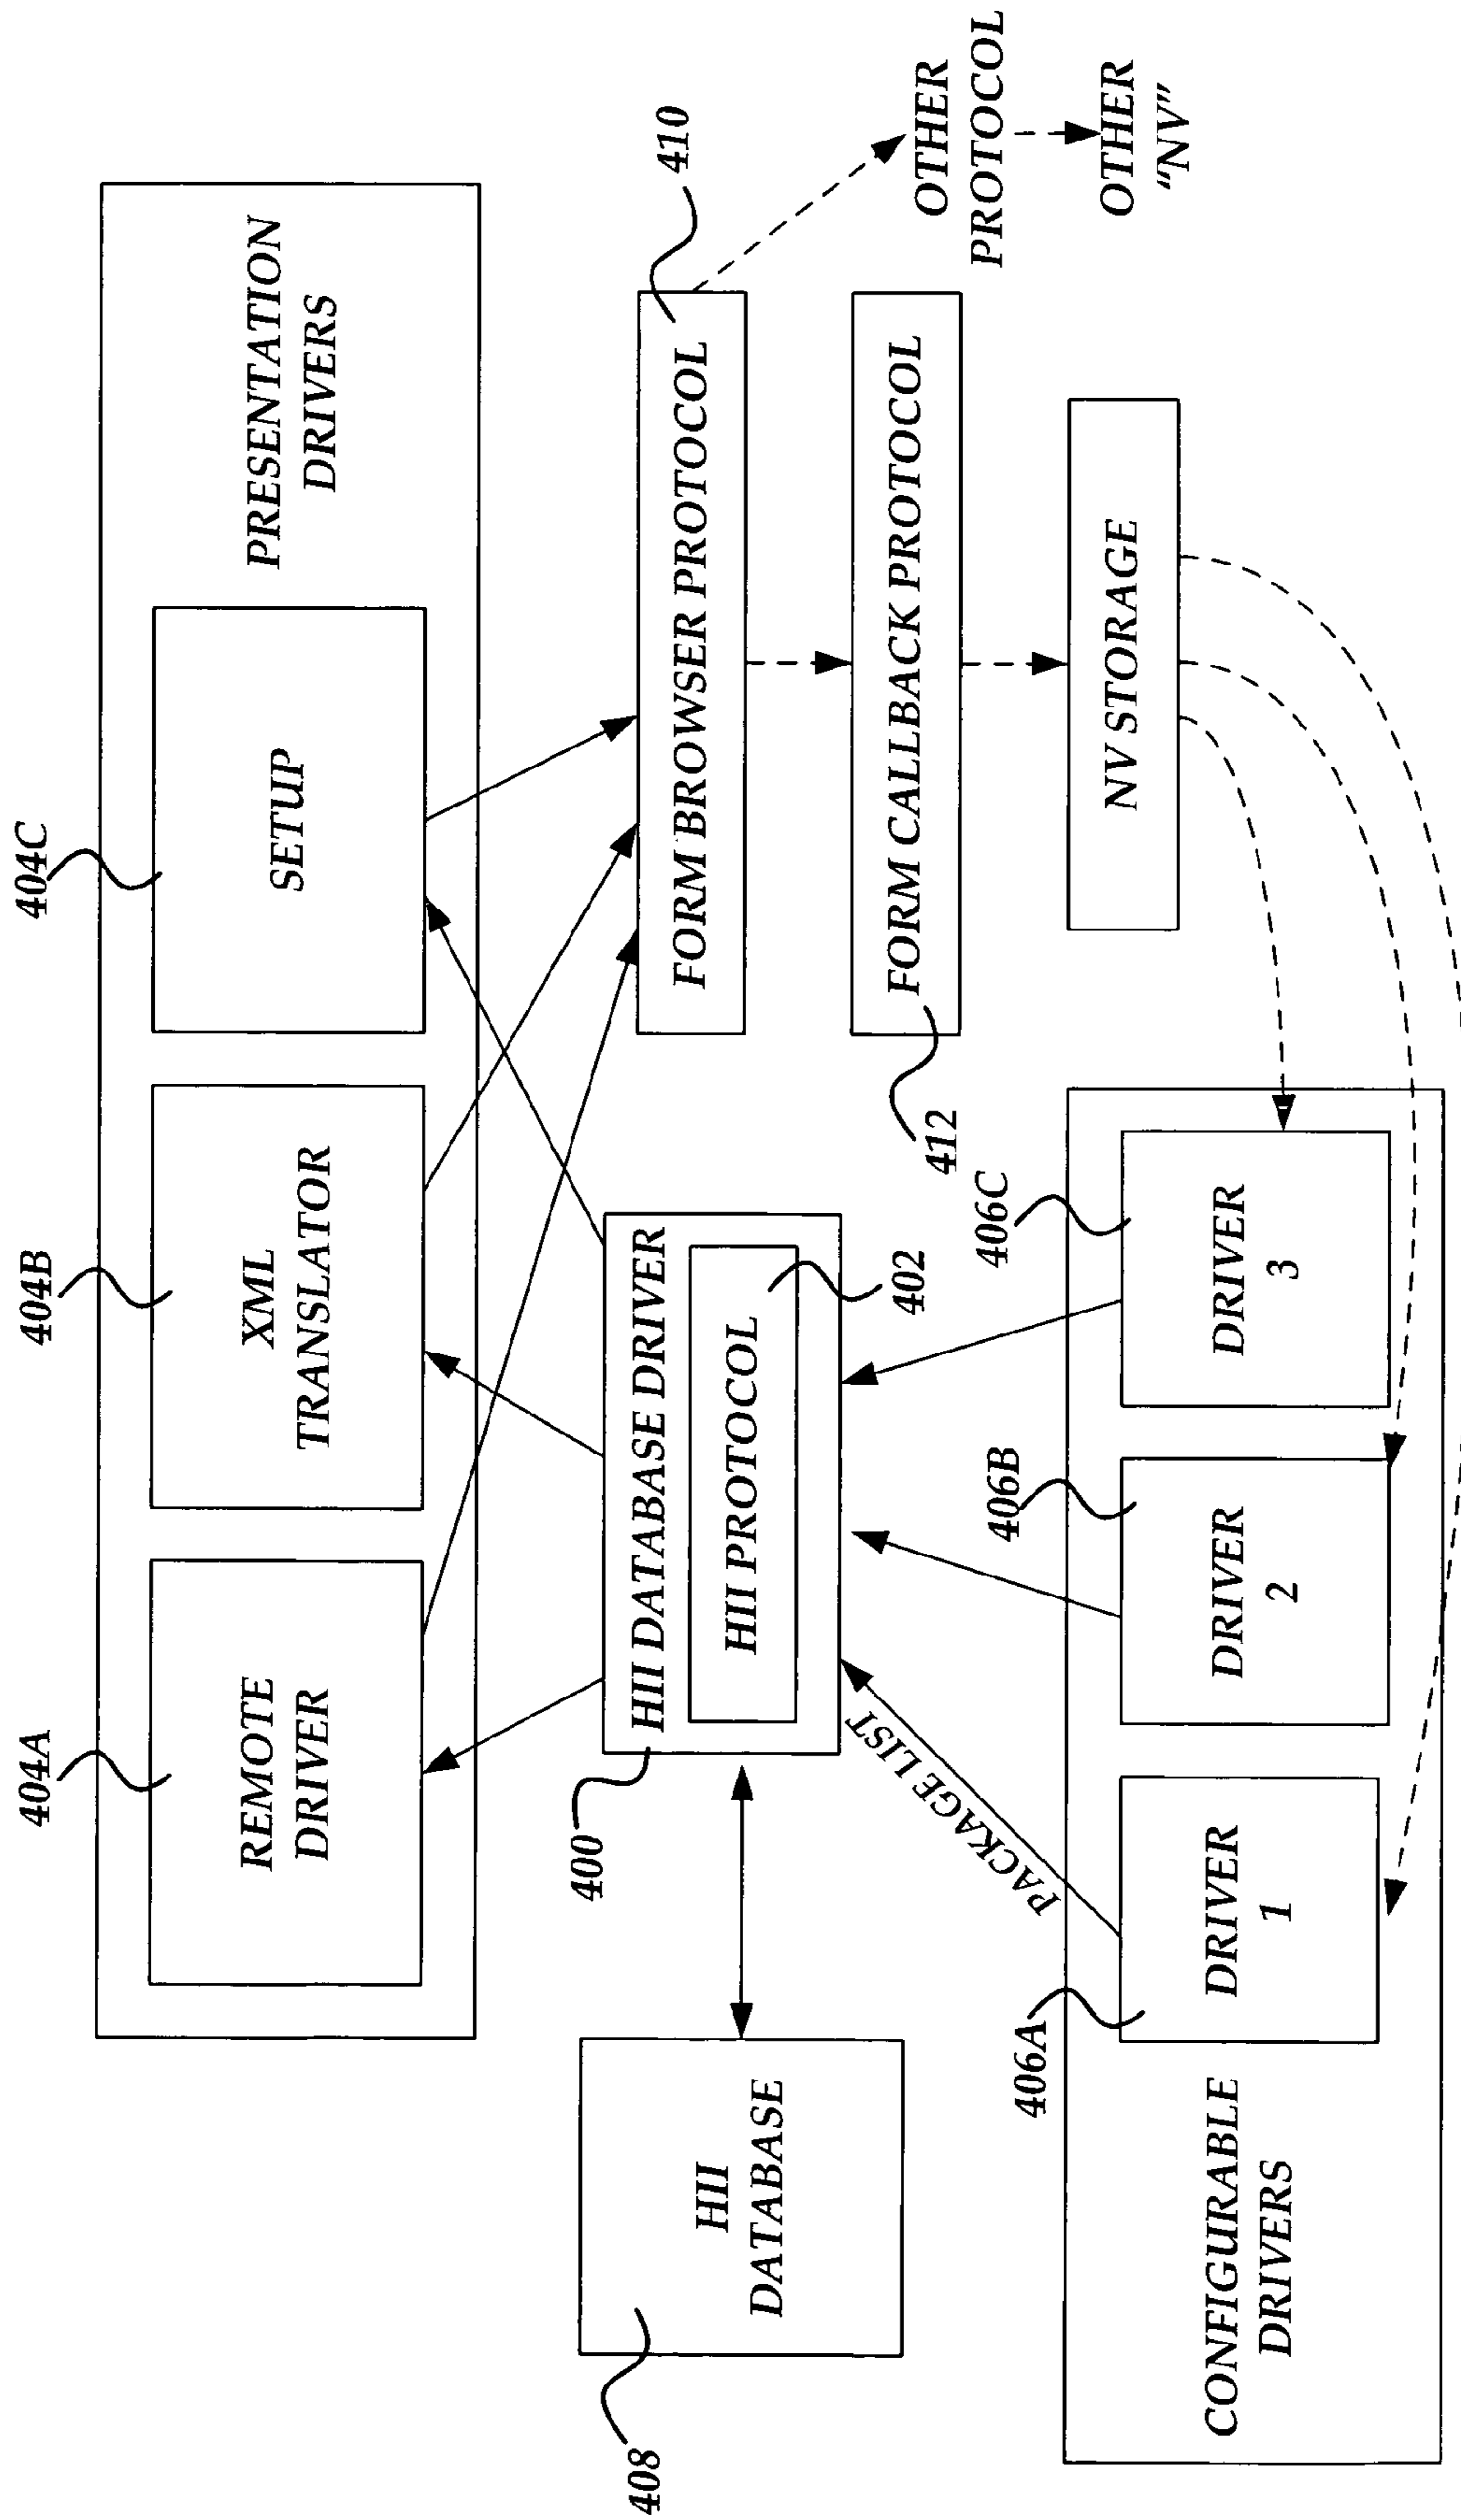 404A
404B
404C
REMOTE
DRIVER
XML
TRANSLATOR
SETUP
PRESENTATION
DRIVERS
408
HII
DATABASE
400
HII DATABASE DRIVER
HII PROTOCOL
402
410
FORM BROWSER PROTOCOL
412
FORM CALLBACK PROTOCOL
OTHER
PROTOCOL
OTHER
"NV"
NV STORAGE
PACKAGE LIST
406A
406B
406C
CONFIGURABLE
DRIVERS
DRIVER
1
DRIVER
2
DRIVER
3